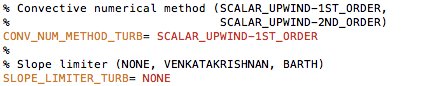 % Convective numerical method (SCALAR_UPWIND-1ST_ORDER,
%                              SCALAR_UPWIND-2ND_ORDER)
CONV_NUM_METHOD_TURB= SCALAR_UPWIND-1ST_ORDER
%
% Slope limiter (NONE, VENKATAKRISHNAN, BARTH)
SLOPE_LIMITER_TURB= NONE